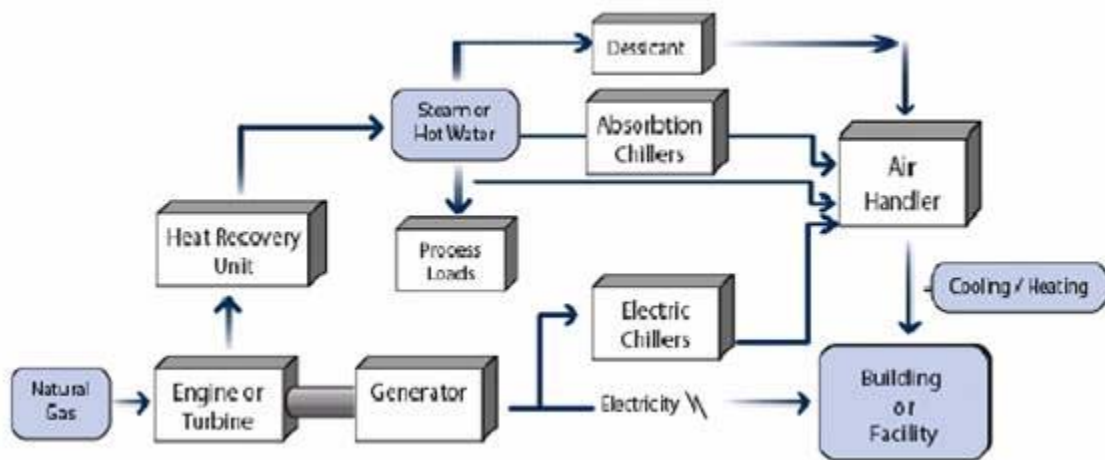 Dessicant
Steam or
Hot Water
Absorbtion
Chillers
Air
Handler
Heat Recovery
Unit
Process
Loads
Cooling / Heating
Electric
Chillers
Natural
Gas
Engine or
Turbine
Generator
Electricity
Building
or
Facility